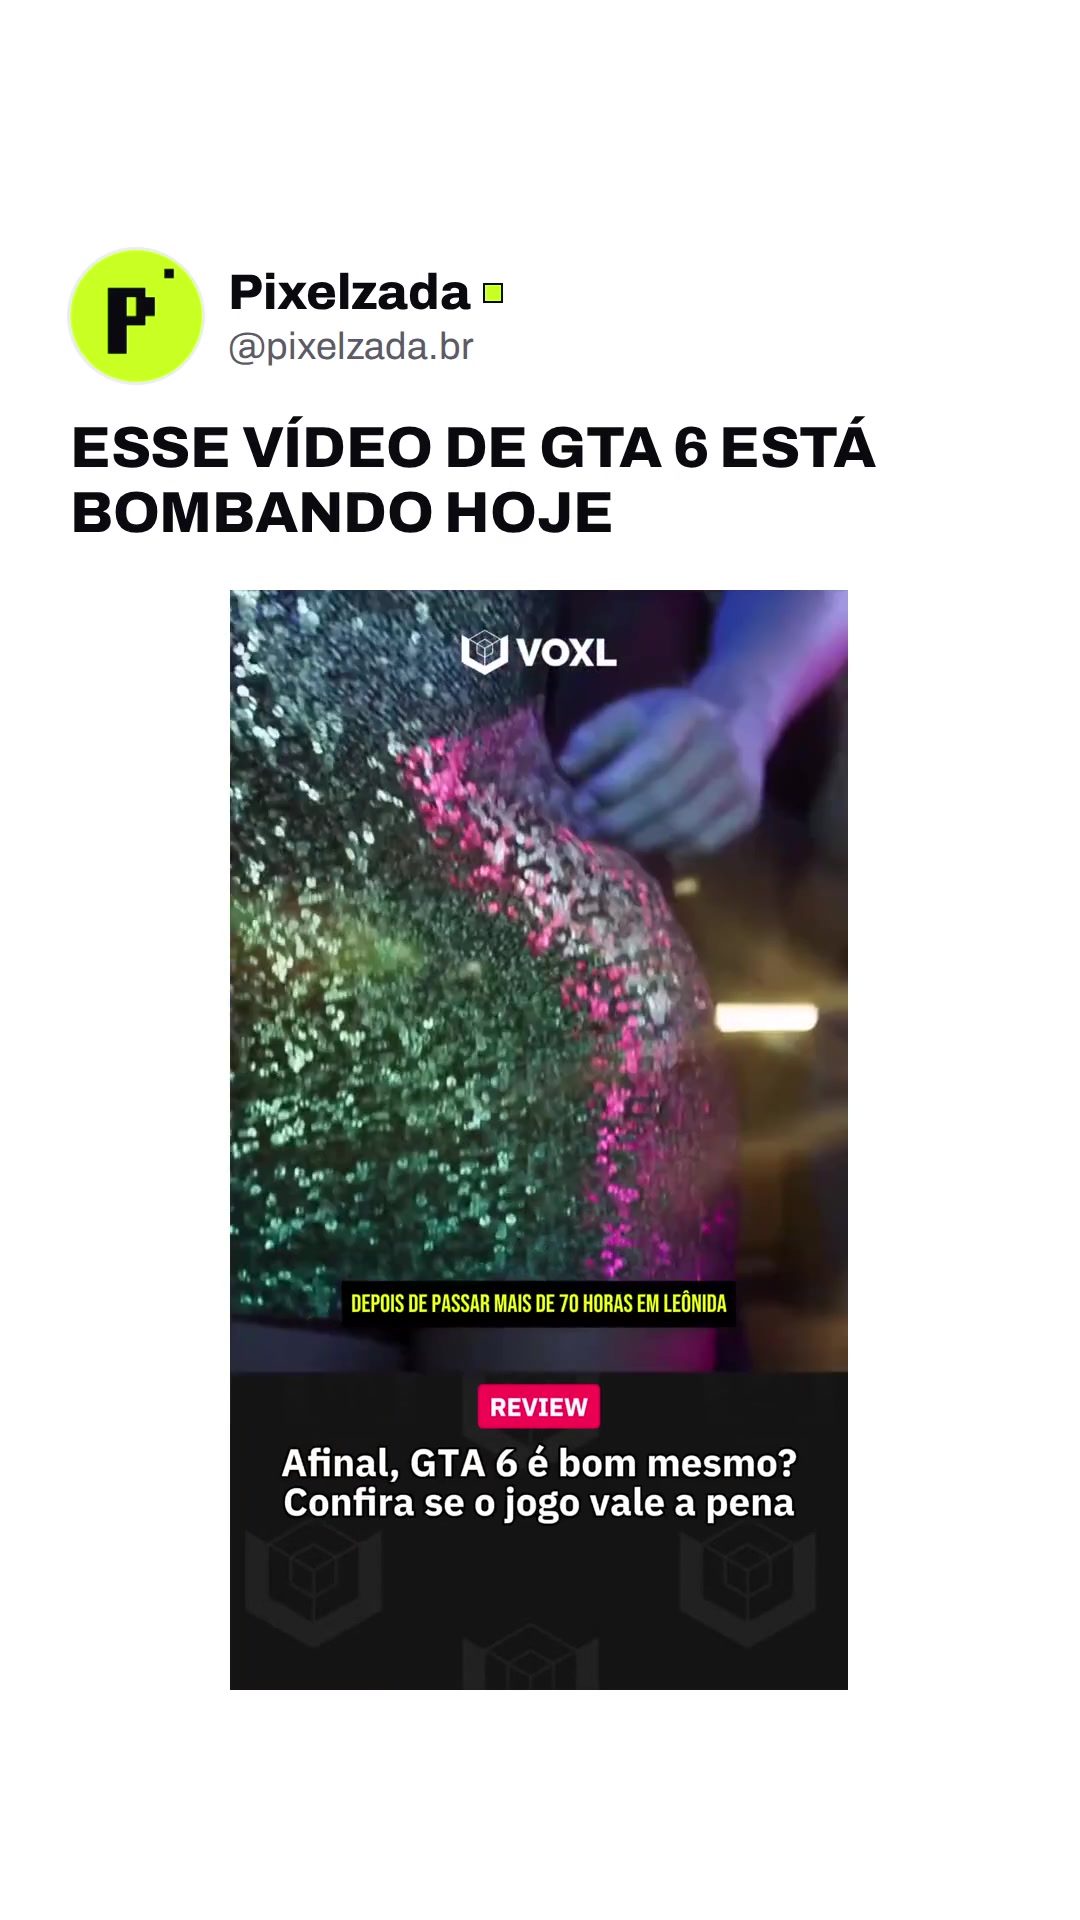 Pixelzada
@pixelzada.br
ESSE VÍDEO DE GTA 6 ESTÁ
BOMBANDO HOJE
VOXL
DEPOIS DE PASSAR MAIS DE 70 HORAS EM LEÔNIDA
REVIEW
Afinal, GTA 6 é bom mesmo?
Confira se o jogo vale a pena